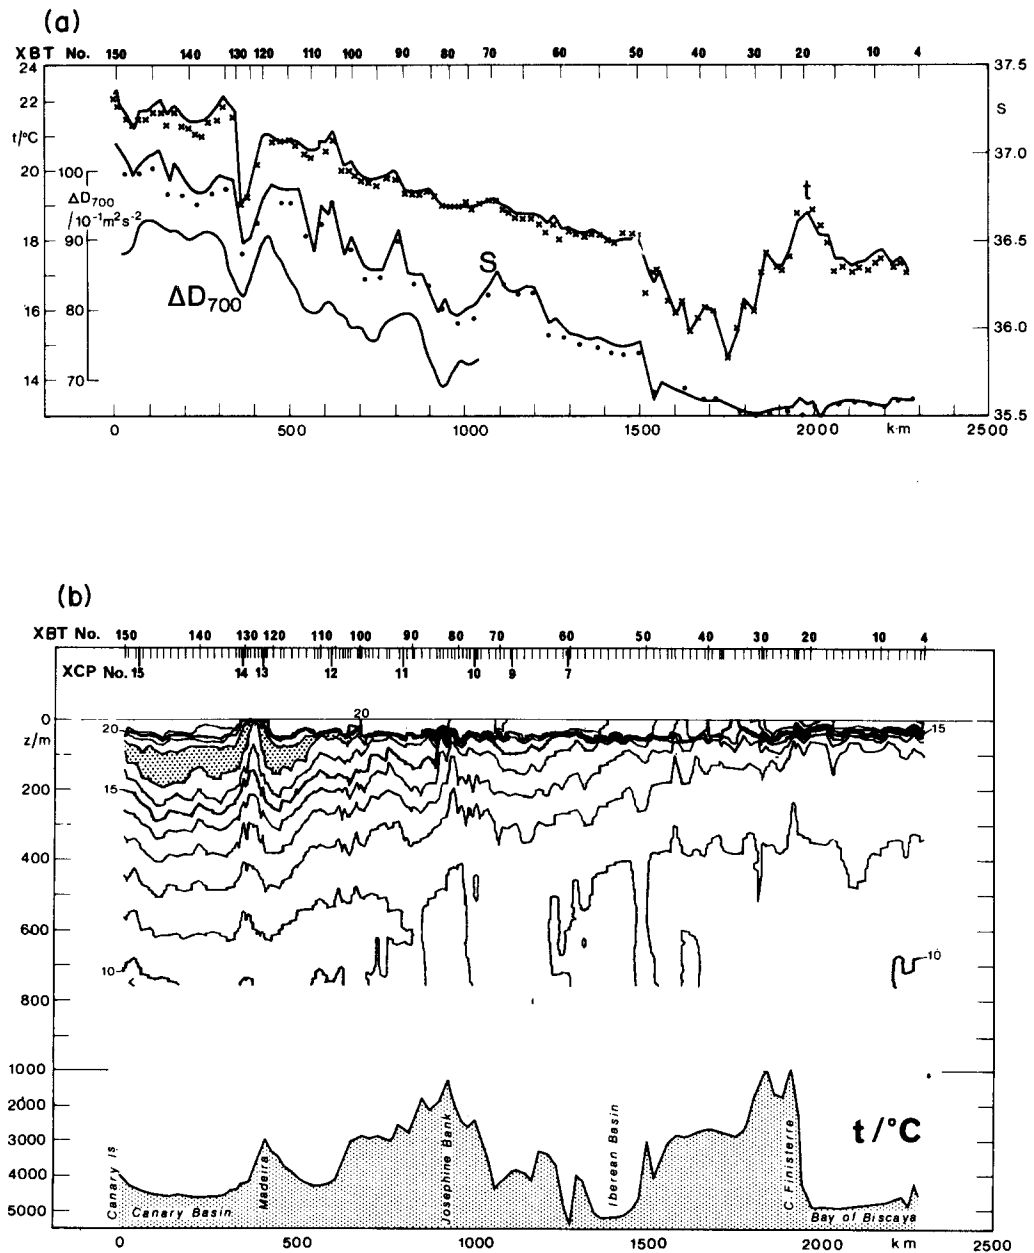 (a)
XBT No. 150 140 130 120 110 100 90 80 70 60 50 40 30 20 10 4
24 37.5
22 S
t/°C 37.0
20 100
ΔD700
/10⁻¹m²s⁻²
18 90 36.5
t
S
ΔD700
16 80 36.0
14 70 35.5
0 500 1000 1500 2000 km 2500
(b)
XBT No. 150 140 130 120 110 100 90 80 70 60 50 40 30 20 10 4
XCP No. 15 14 13 12 11 10 9 7
20
0 20 15
z/m
15
200
400
600
10 10
800
1000
2000
3000 t/°C
4000
5000
Canary Is
Canary Basin
Madeira
Josephine Bank
Iberean Basin
C. Finisterre
Bay of Biscaya
0 500 1000 1500 2000 km 2500